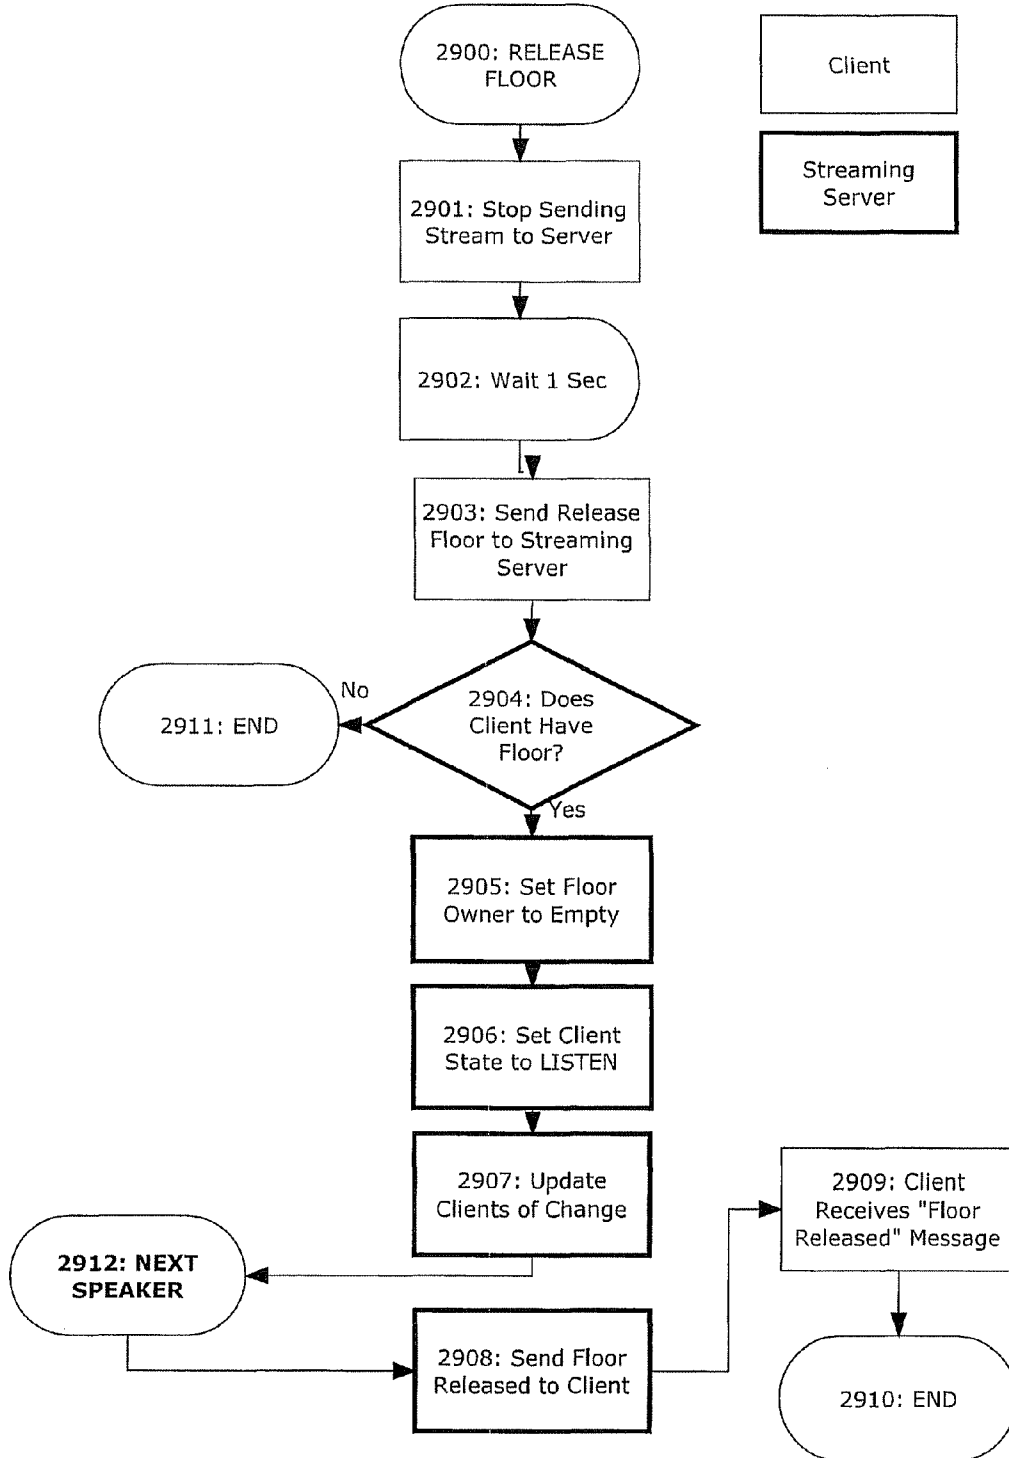 2900: RELEASE
FLOOR
Client
Streaming
Server
2901: Stop Sending
Stream to Server
2902: Wait 1 Sec
2903: Send Release
Floor to Streaming
Server
2904: Does
Client Have
Floor?
No
2911: END
Yes
2905: Set Floor
Owner to Empty
2906: Set Client
State to LISTEN
2907: Update
Clients of Change
2909: Client
Receives "Floor
Released" Message
2912: NEXT
SPEAKER
2908: Send Floor
Released to Client
2910: END